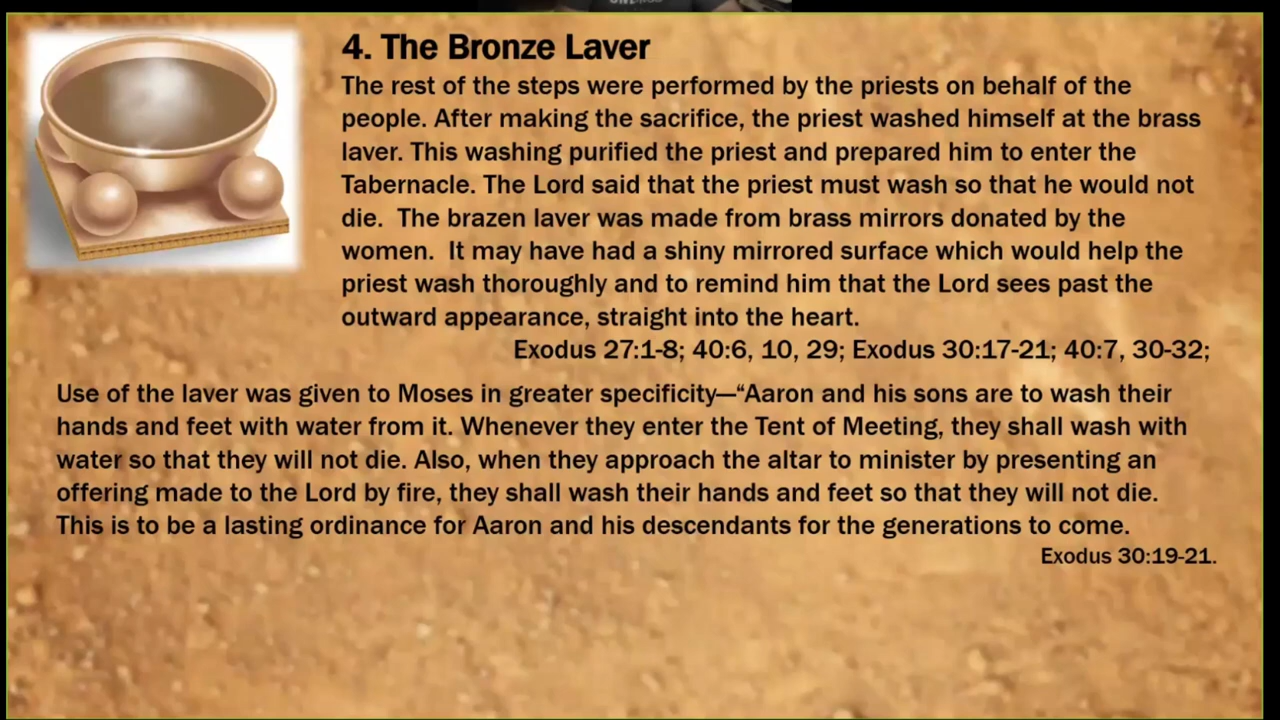 4. The Bronze Laver
The rest of the steps were performed by the priests on behalf of the
people. After making the sacrifice, the priest washed himself at the brass
laver. This washing purified the priest and prepared him to enter the
Tabernacle. The Lord said that the priest must wash so that he would not
die.  The brazen laver was made from brass mirrors donated by the
women.  It may have had a shiny mirrored surface which would help the
priest wash thoroughly and to remind him that the Lord sees past the
outward appearance, straight into the heart.
Exodus 27:1-8; 40:6, 10, 29; Exodus 30:17-21; 40:7, 30-32;
Use of the laver was given to Moses in greater specificity—“Aaron and his sons are to wash their
hands and feet with water from it. Whenever they enter the Tent of Meeting, they shall wash with
water so that they will not die. Also, when they approach the altar to minister by presenting an
offering made to the Lord by fire, they shall wash their hands and feet so that they will not die.
This is to be a lasting ordinance for Aaron and his descendants for the generations to come.
Exodus 30:19-21.